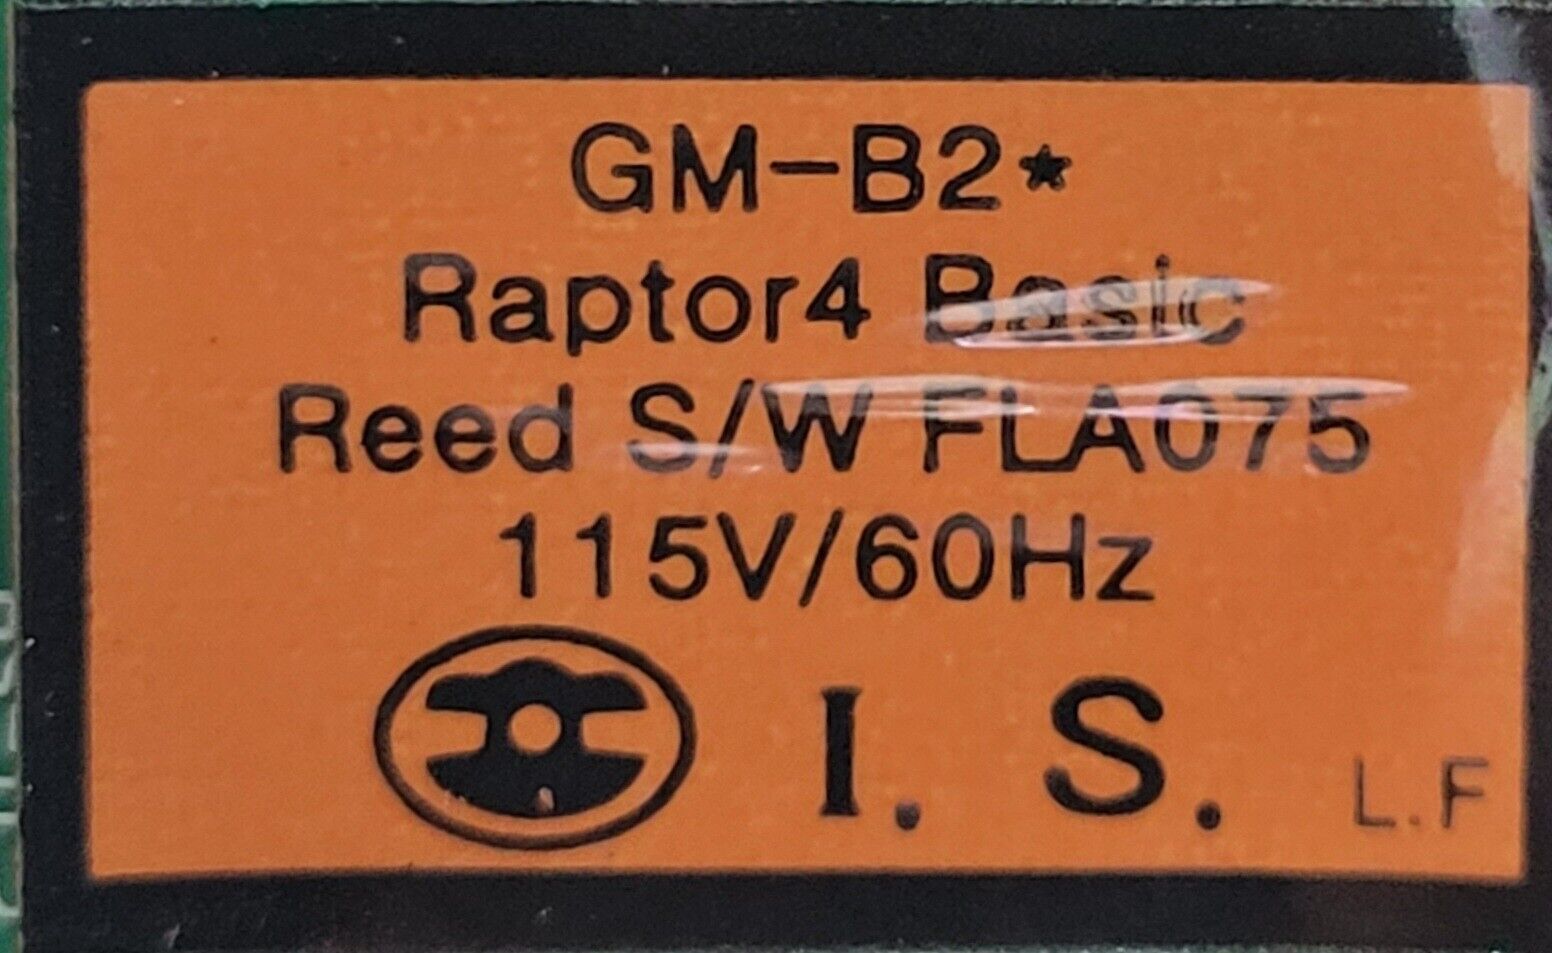 GM-B2★
Raptor4 Basic
Reed S/W FLA075
115V/60Hz
I. S. L.F